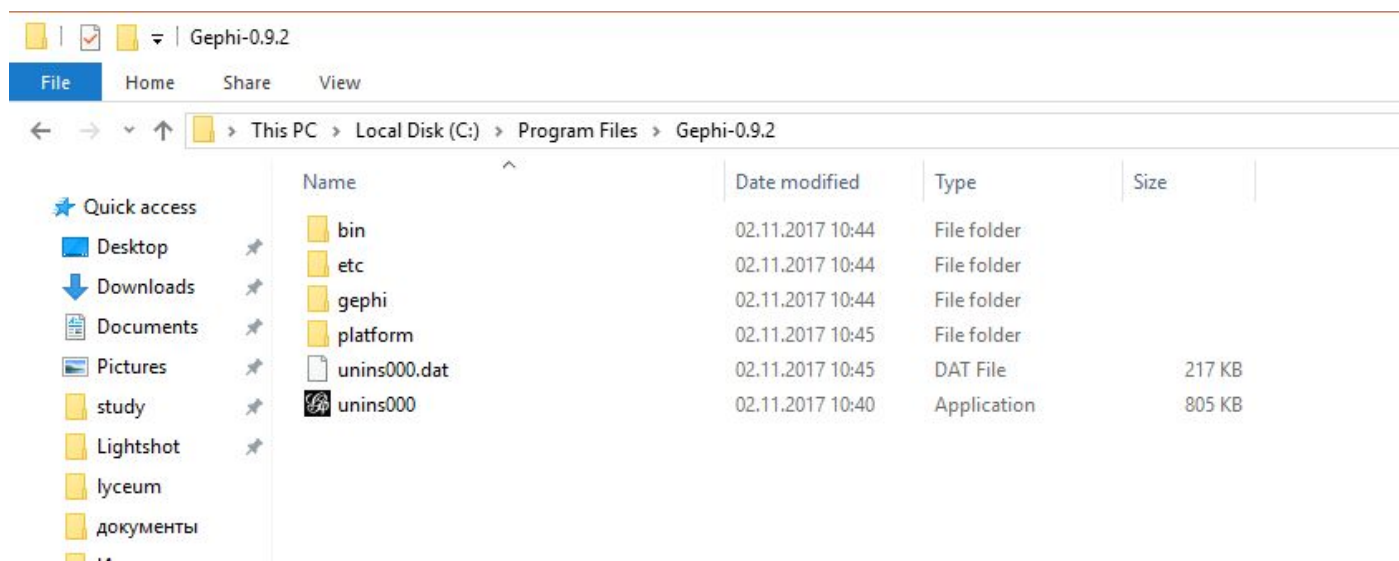 Gephi-0.9.2
File Home Share View
This PC > Local Disk (C:) > Program Files > Gephi-0.9.2
Name Date modified Type Size
Quick access
Desktop
Downloads
Documents
Pictures
study
Lightshot
lyceum
документы
bin 02.11.2017 10:44 File folder
etc 02.11.2017 10:44 File folder
gephi 02.11.2017 10:44 File folder
platform 02.11.2017 10:45 File folder
unins000.dat 02.11.2017 10:45 DAT File 217 KB
unins000 02.11.2017 10:40 Application 805 KB